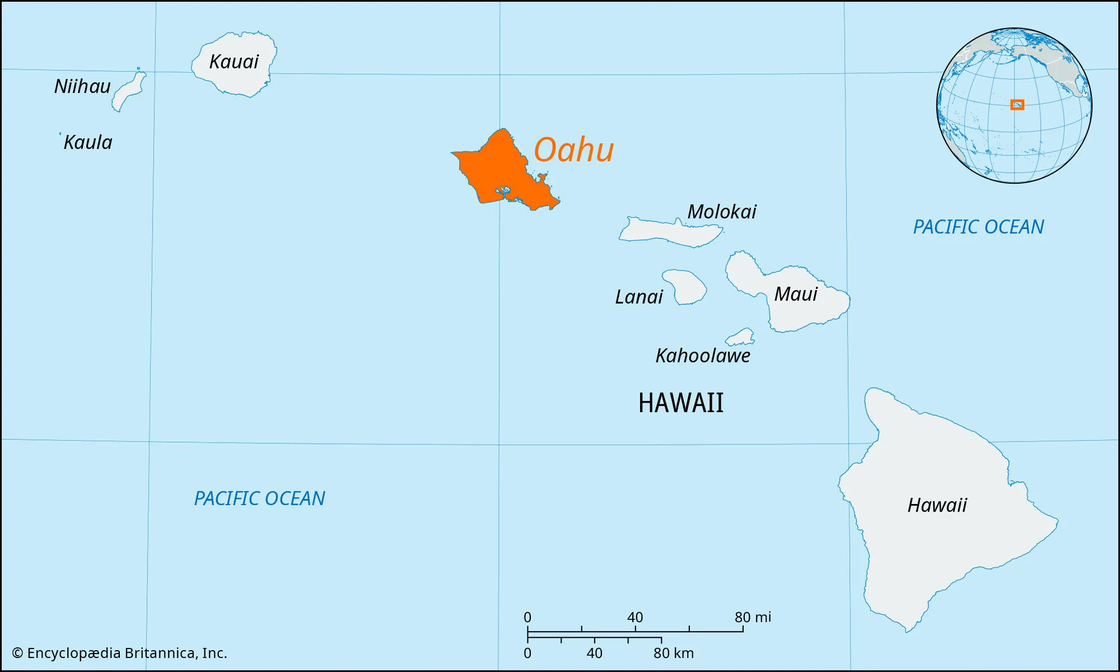 Kauai
Niihau
Kaula
Oahu
Molokai
PACIFIC OCEAN
Lanai
Maui
Kahoolawe
HAWAII
PACIFIC OCEAN
Hawaii
0 40 80 mi
0 40 80 km
© Encyclopædia Britannica, Inc.